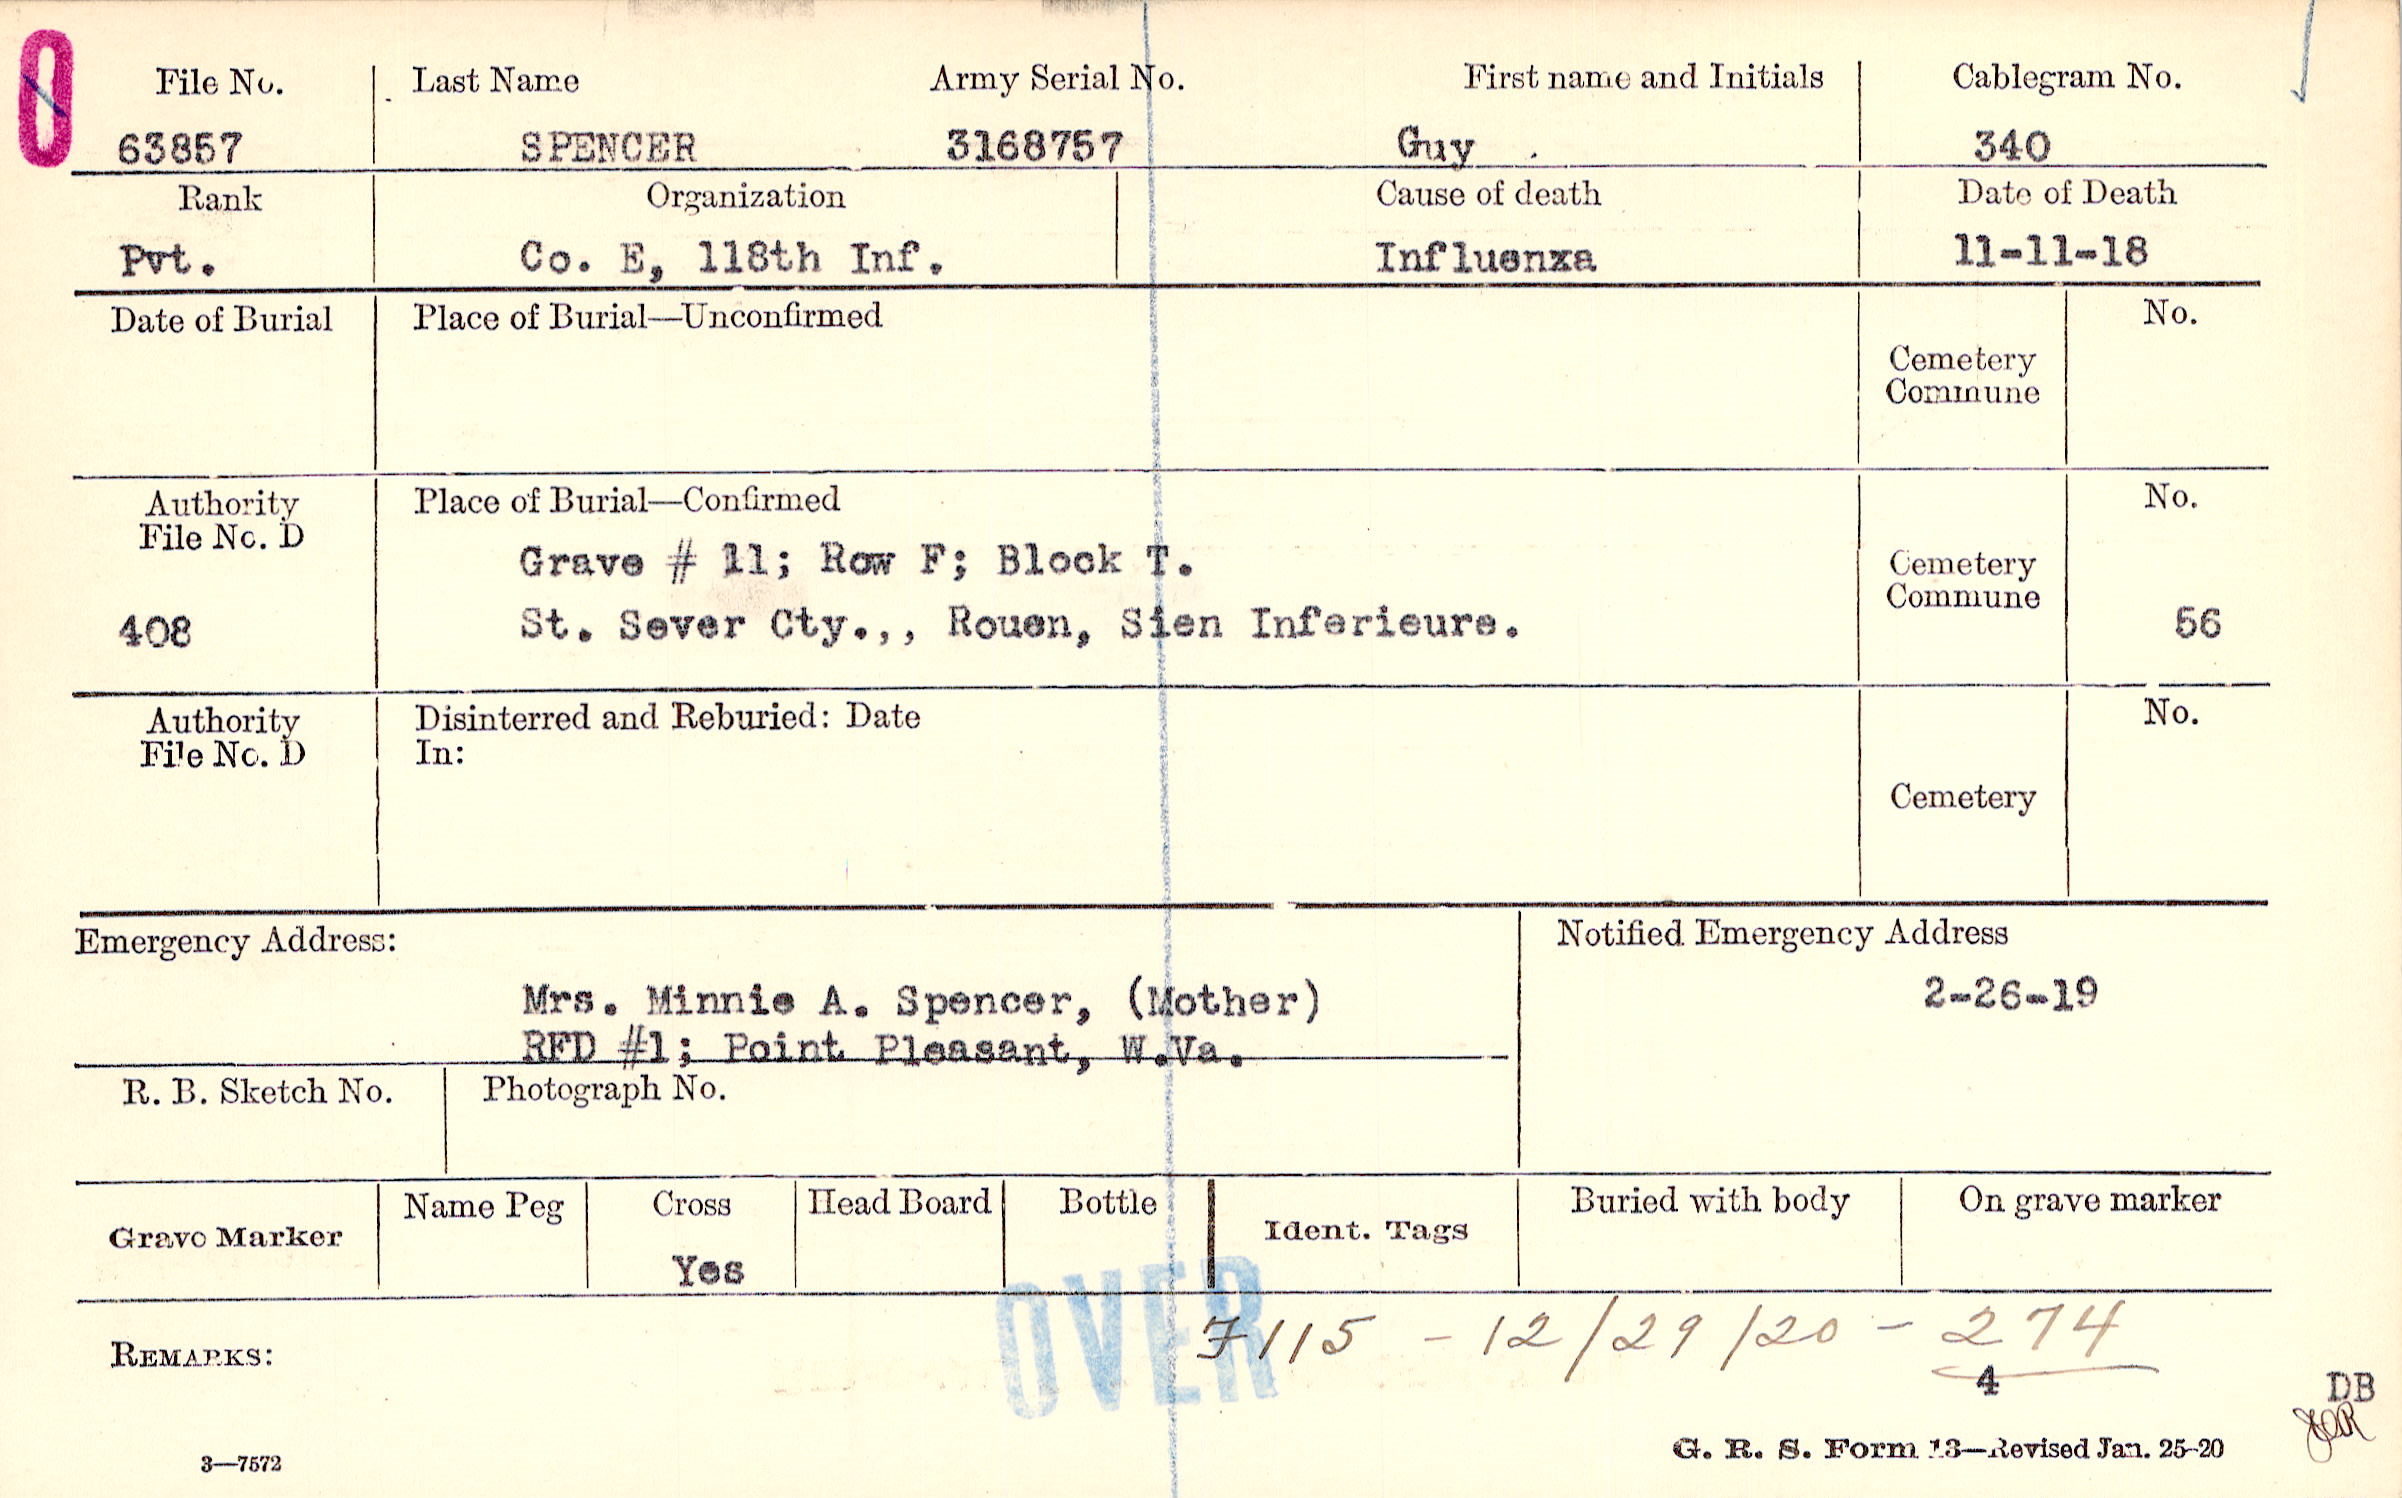 0
File No. Last Name Army Serial No. First name and Initials Cablegram No.
63857 SPENCER 3168757 Guy 340
Rank Organization Cause of death Date of Death
Pvt. Co. E, 118th Inf. Influenxa 11-11-18
Date of Burial Place of Burial—Unconfirmed No.
Cemetery
Commune
Authority Place of Burial—Confirmed No.
File No. D
Grave # 11; Row F; Block T. Cemetery
Commune
408 St. Sever Cty.,, Rouen, Sien Inferieure. 56
Authority Disinterred and Reburied: Date No.
File No. D In:
Cemetery
Emergency Address: Notified Emergency Address
Mrs. Minnie A. Spencer, (Mother) 2-26-19
RFD #1; Point Pleasant, W.Va.
R. B. Sketch No. Photograph No.
Grave Marker Name Peg Cross Head Board Bottle Ident. Tags Buried with body On grave marker
Yes
OVER
7115 - 12/29/20 - 274
REMARKS: 4
DB
3—7572 G. R. S. Form 13—Revised Jan. 25-20